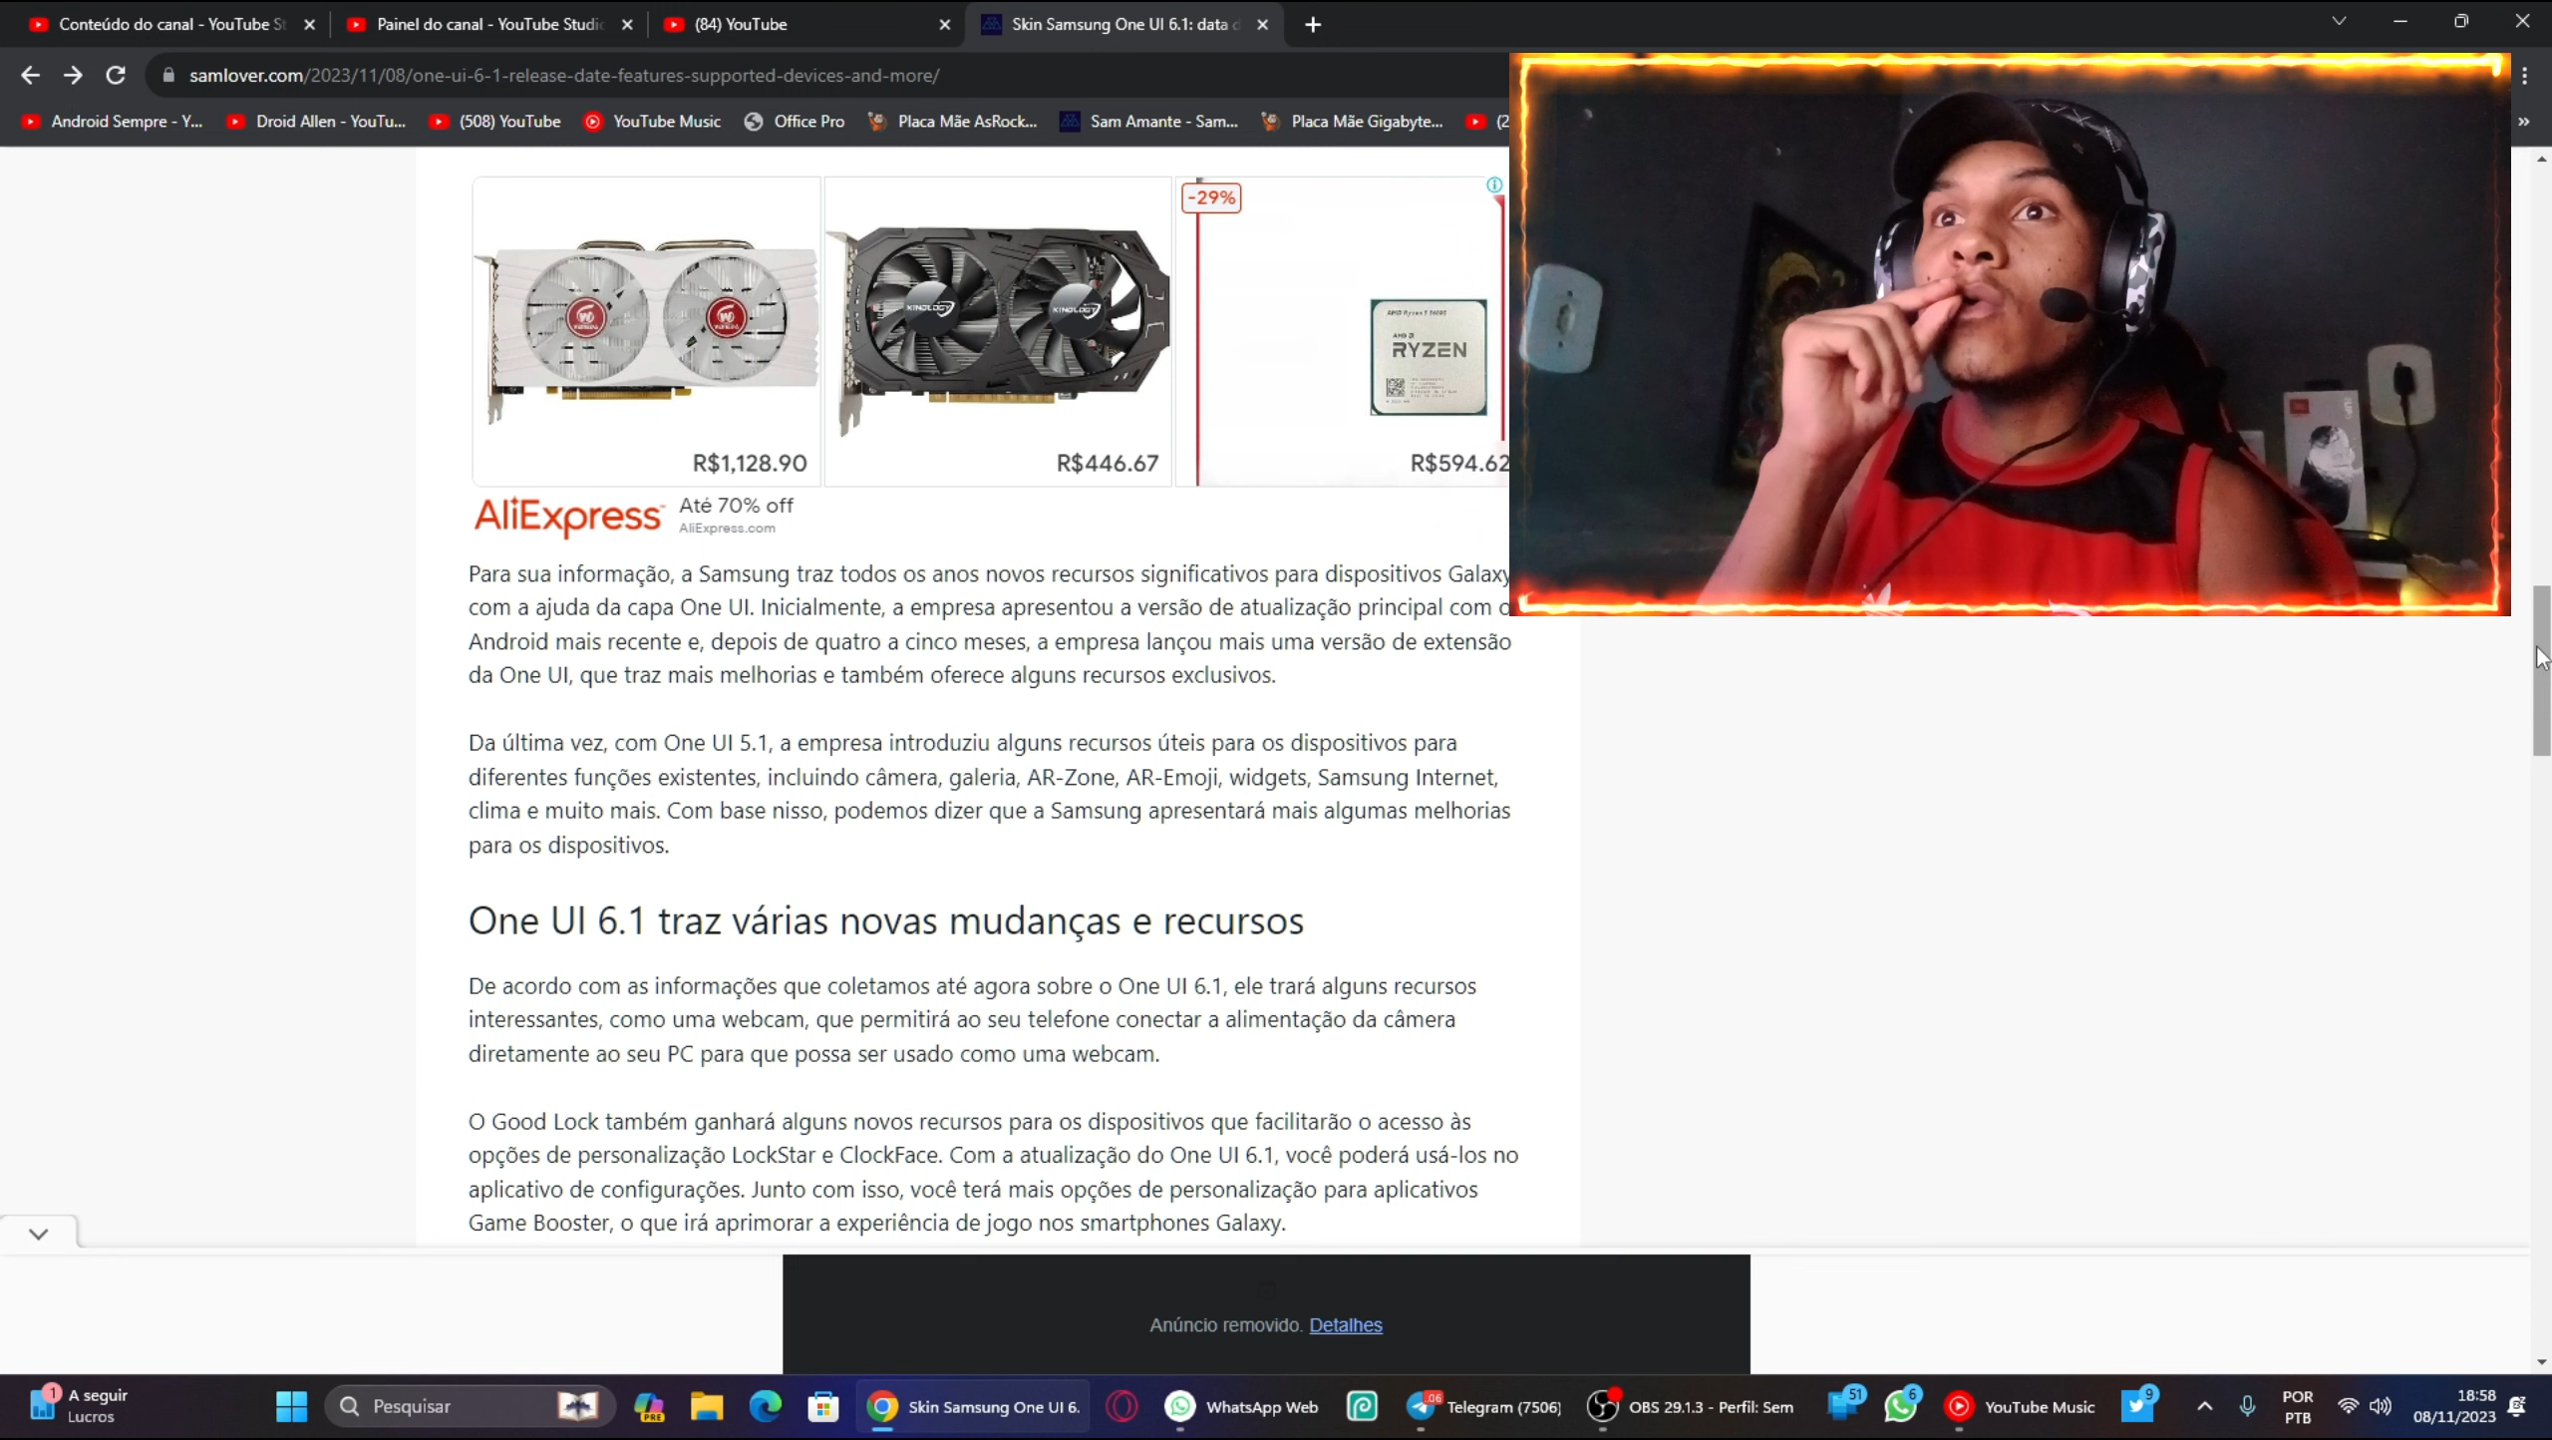 Conteúdo do canal - YouTube St
Painel do canal - YouTube Studi
(84) YouTube
Skin Samsung One UI 6.1: data d
samlover.com/2023/11/08/one-ui-6-1-release-date-features-supported-devices-and-more/
Android Sempre - Y...
Droid Allen - YouTu...
(508) YouTube
YouTube Music
Office Pro
Placa Mãe AsRock...
Sam Amante - Sam...
Placa Mãe Gigabyte...
(2
»
-29%
KINOLOGY
KINOLOGY
AMD Ryzen 5 5600G
RYZEN
R$1,128.90
R$446.67
R$594.62
AliExpress
Até 70% off
AliExpress.com
Para sua informação, a Samsung traz todos os anos novos recursos significativos para dispositivos Galaxy
com a ajuda da capa One UI. Inicialmente, a empresa apresentou a versão de atualização principal com o
Android mais recente e, depois de quatro a cinco meses, a empresa lançou mais uma versão de extensão
da One UI, que traz mais melhorias e também oferece alguns recursos exclusivos.
Da última vez, com One UI 5.1, a empresa introduziu alguns recursos úteis para os dispositivos para
diferentes funções existentes, incluindo câmera, galeria, AR-Zone, AR-Emoji, widgets, Samsung Internet,
clima e muito mais. Com base nisso, podemos dizer que a Samsung apresentará mais algumas melhorias
para os dispositivos.
One UI 6.1 traz várias novas mudanças e recursos
De acordo com as informações que coletamos até agora sobre o One UI 6.1, ele trará alguns recursos
interessantes, como uma webcam, que permitirá ao seu telefone conectar a alimentação da câmera
diretamente ao seu PC para que possa ser usado como uma webcam.
O Good Lock também ganhará alguns novos recursos para os dispositivos que facilitarão o acesso às
opções de personalização LockStar e ClockFace. Com a atualização do One UI 6.1, você poderá usá-los no
aplicativo de configurações. Junto com isso, você terá mais opções de personalização para aplicativos
Game Booster, o que irá aprimorar a experiência de jogo nos smartphones Galaxy.
Anúncio removido. Detalhes
1
A seguir
Lucros
Pesquisar
PRE
Skin Samsung One UI 6.
WhatsApp Web
06
Telegram (7506)
OBS 29.1.3 - Perfil: Sem
51
6
YouTube Music
9
POR
PTB
18:58
08/11/2023